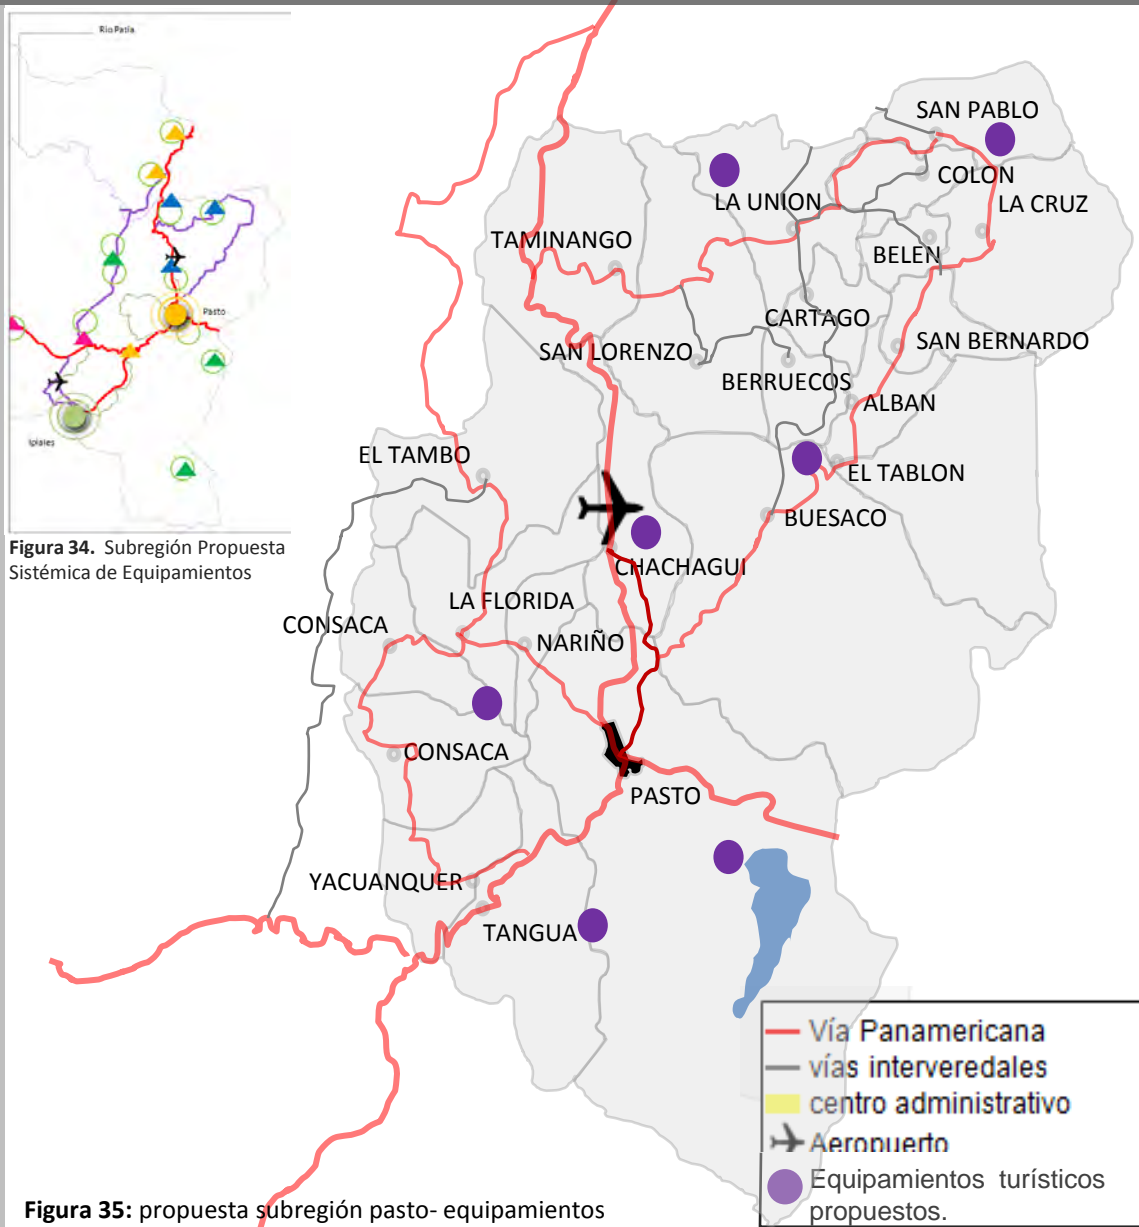 Río Patía
Pasto
Ipiales
Figura 34. Subregión Propuesta
Sistémica de Equipamientos
SAN PABLO
COLON
LA UNION
LA CRUZ
TAMINANGO
BELEN
CARTAGO
SAN LORENZO
SAN BERNARDO
BERRUECOS
ALBAN
EL TAMBO
EL TABLON
BUESACO
CHACHAGUI
LA FLORIDA
CONSACA
NARIÑO
CONSACA
PASTO
YACUANQUER
TANGUA
Vía Panamericana
vías interveredales
centro administrativo
Aeropuerto
Equipamientos turísticos
propuestos.
Figura 35: propuesta subregión pasto- equipamientos